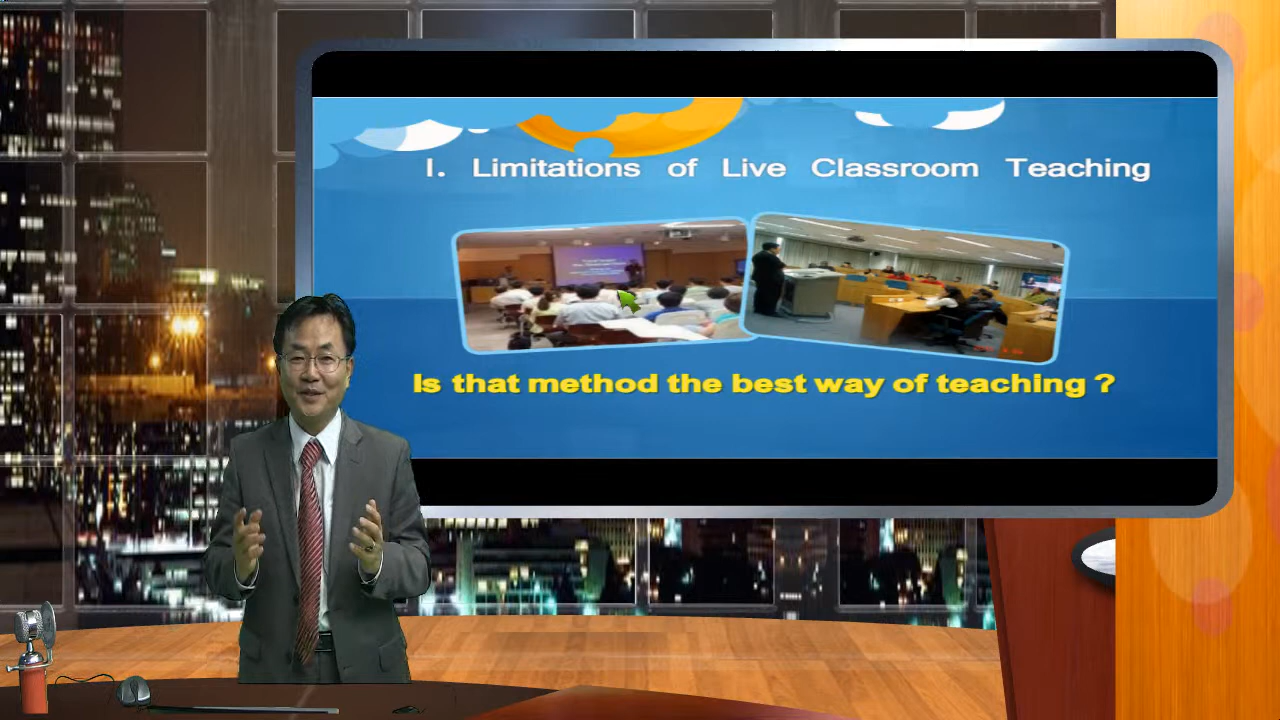 I. Limitations of Live Classroom Teaching
Is that method the best way of teaching ?